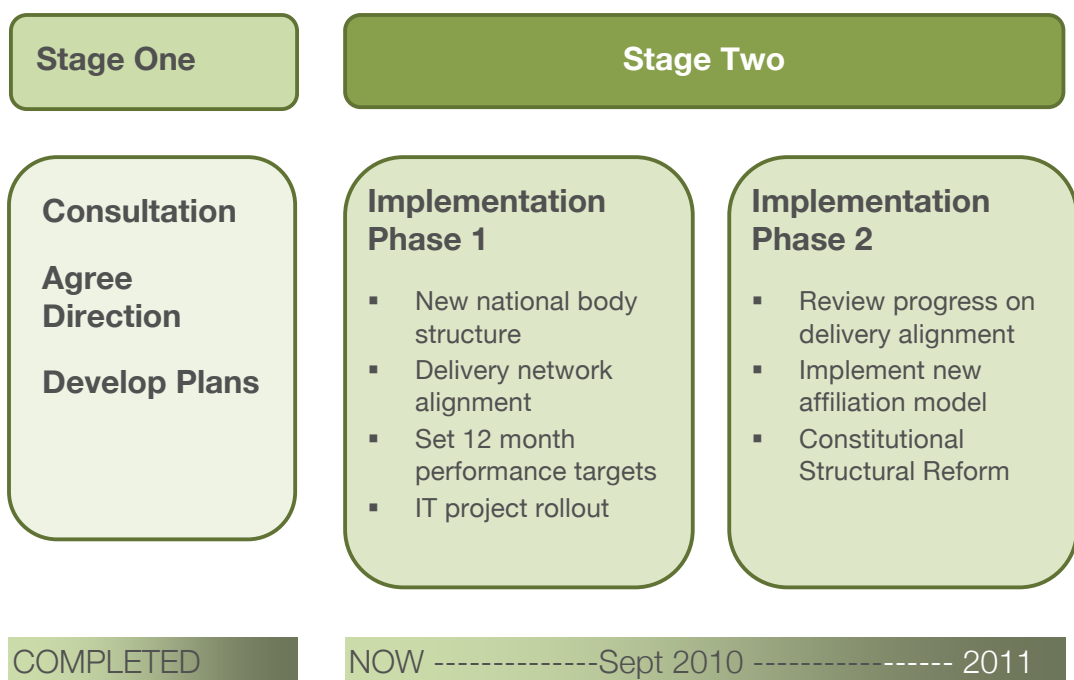 Stage One
Stage Two
Consultation
Agree
Direction
Develop Plans
Implementation
Phase 1
▪ New national body
structure
▪ Delivery network
alignment
▪ Set 12 month
performance targets
▪ IT project rollout
Implementation
Phase 2
▪ Review progress on
delivery alignment
▪ Implement new
affiliation model
▪ Constitutional
Structural Reform
COMPLETED
NOW --------------Sept 2010 ------------------ 2011